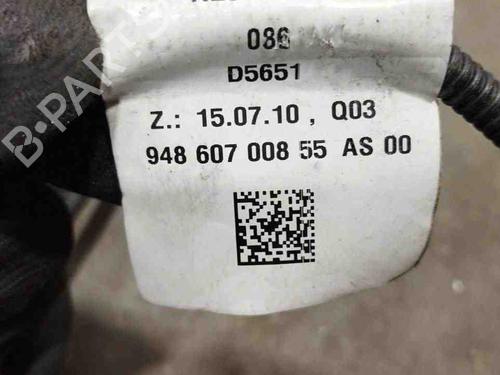 086
D5651
Z.: 15.07.10 , Q03
948 607 008 55 AS 00
B-PARTS